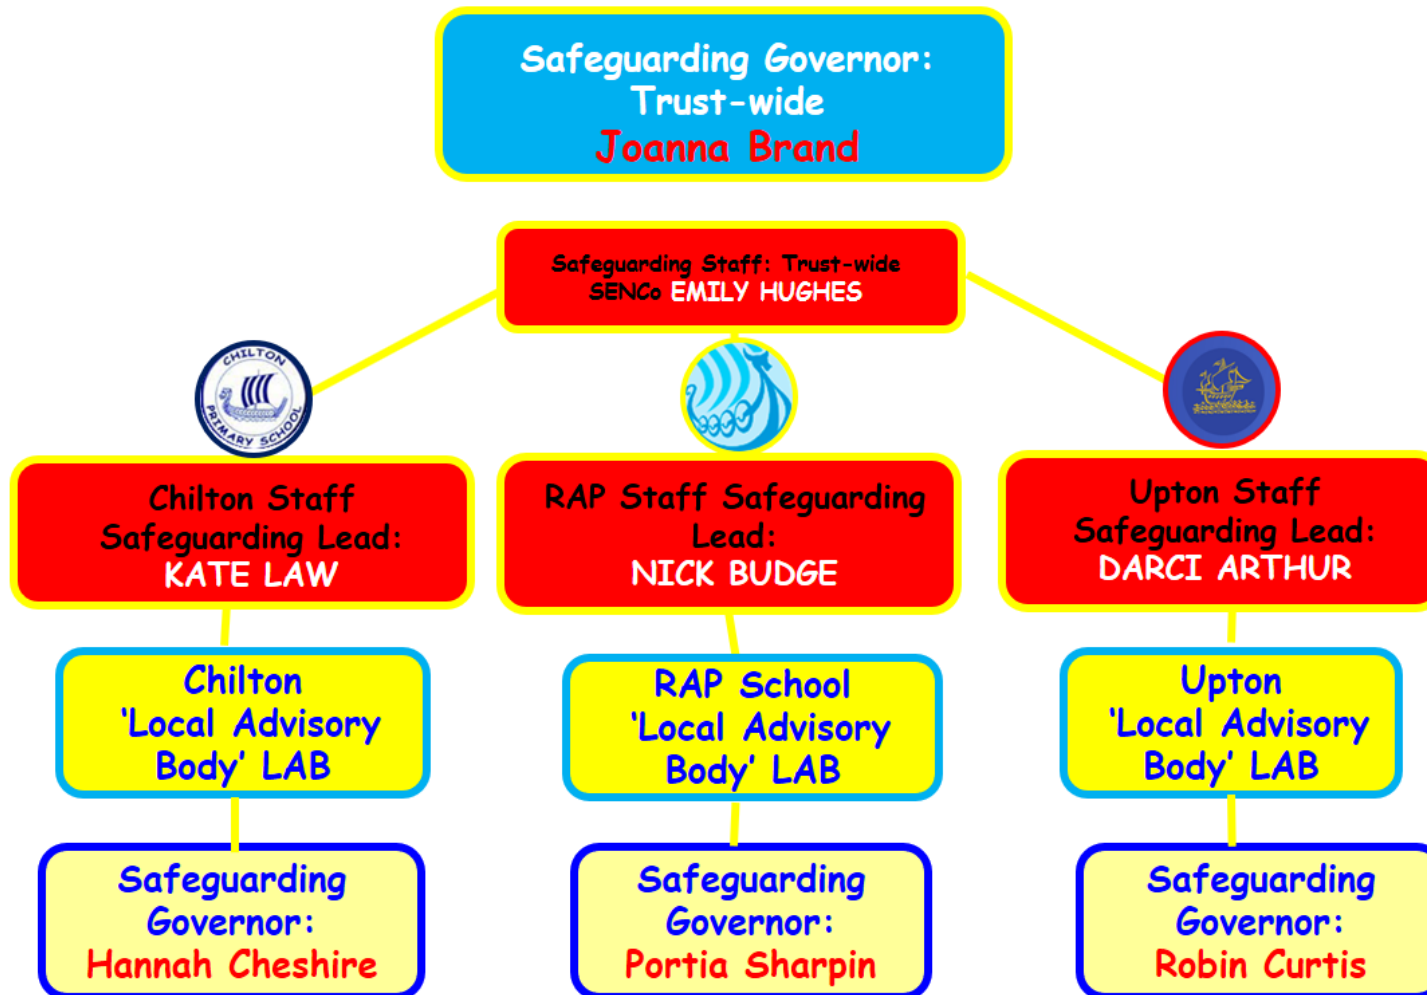 Safeguarding Governor:
Trust-wide
Joanna Brand
Safeguarding Staff: Trust-wide
SENCo EMILY HUGHES
CHILTON
PRIMARY SCHOOL
Chilton Staff
Safeguarding Lead:
KATE LAW
RAP Staff Safeguarding
Lead:
NICK BUDGE
Upton Staff
Safeguarding Lead:
DARCI ARTHUR
Chilton
‘Local Advisory
Body’ LAB
RAP School
‘Local Advisory
Body’ LAB
Upton
‘Local Advisory
Body’ LAB
Safeguarding
Governor:
Hannah Cheshire
Safeguarding
Governor:
Portia Sharpin
Safeguarding
Governor:
Robin Curtis